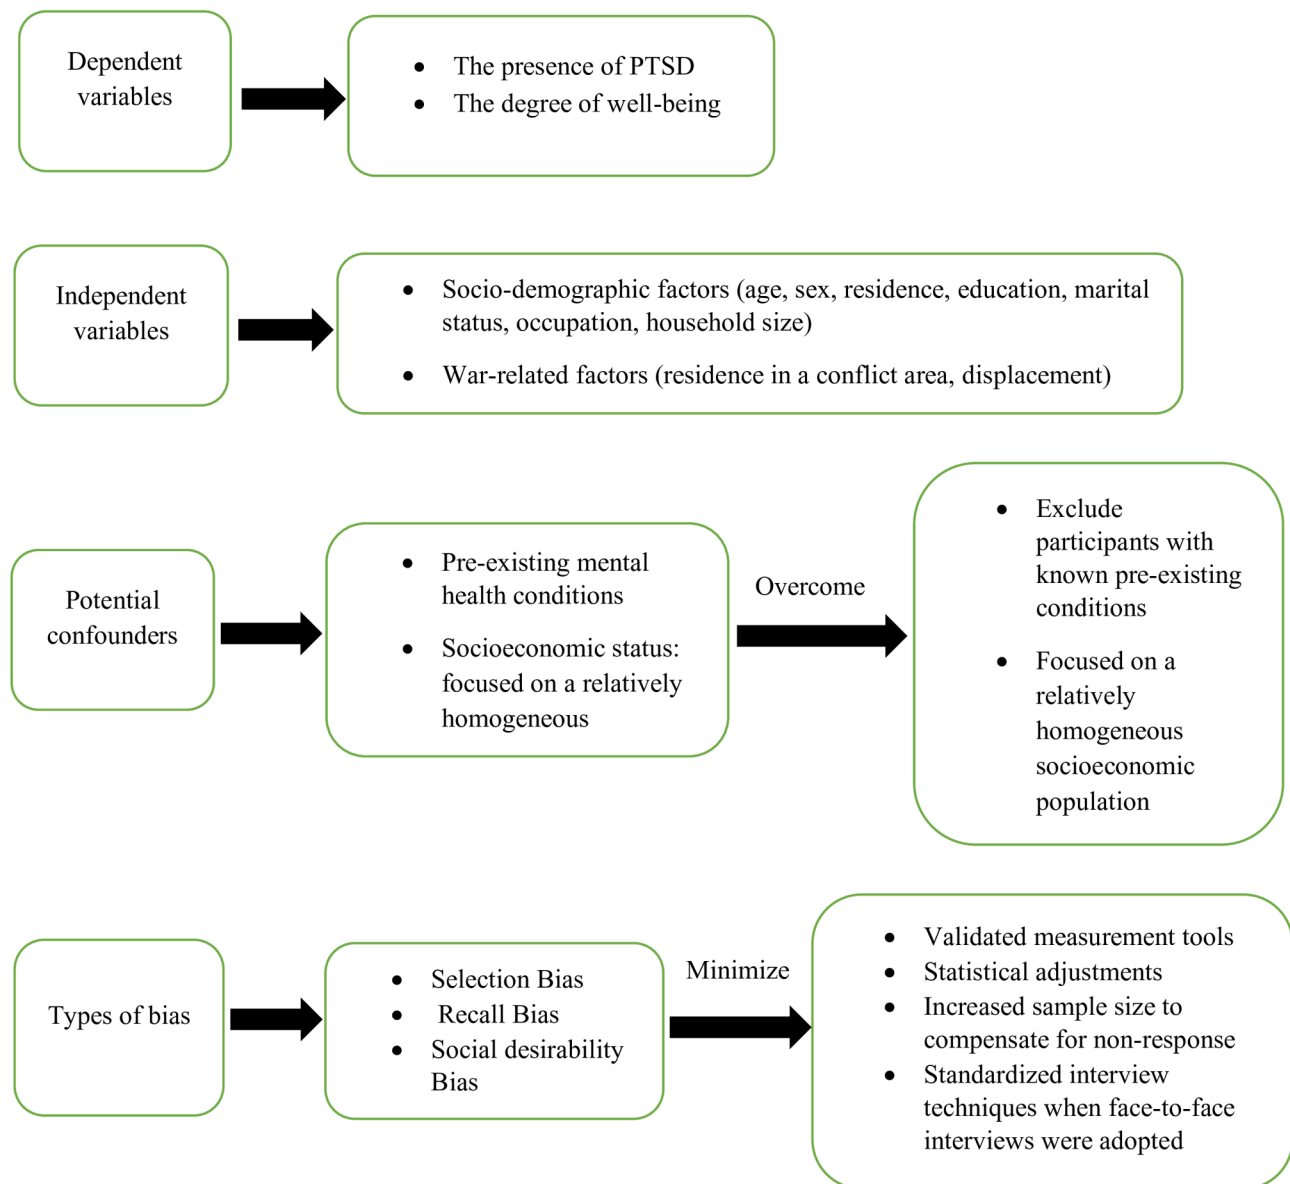 Dependent
variables
• The presence of PTSD
• The degree of well-being
Independent
variables
• Socio-demographic factors (age, sex, residence, education, marital
status, occupation, household size)
• War-related factors (residence in a conflict area, displacement)
Potential
confounders
• Pre-existing mental
health conditions
• Socioeconomic status:
focused on a relatively
homogeneous
Overcome
• Exclude
participants with
known pre-existing
conditions
• Focused on a
relatively
homogeneous
socioeconomic
population
Types of bias
• Selection Bias
• Recall Bias
• Social desirability
Bias
Minimize
• Validated measurement tools
• Statistical adjustments
• Increased sample size to
compensate for non-response
• Standardized interview
techniques when face-to-face
interviews were adopted